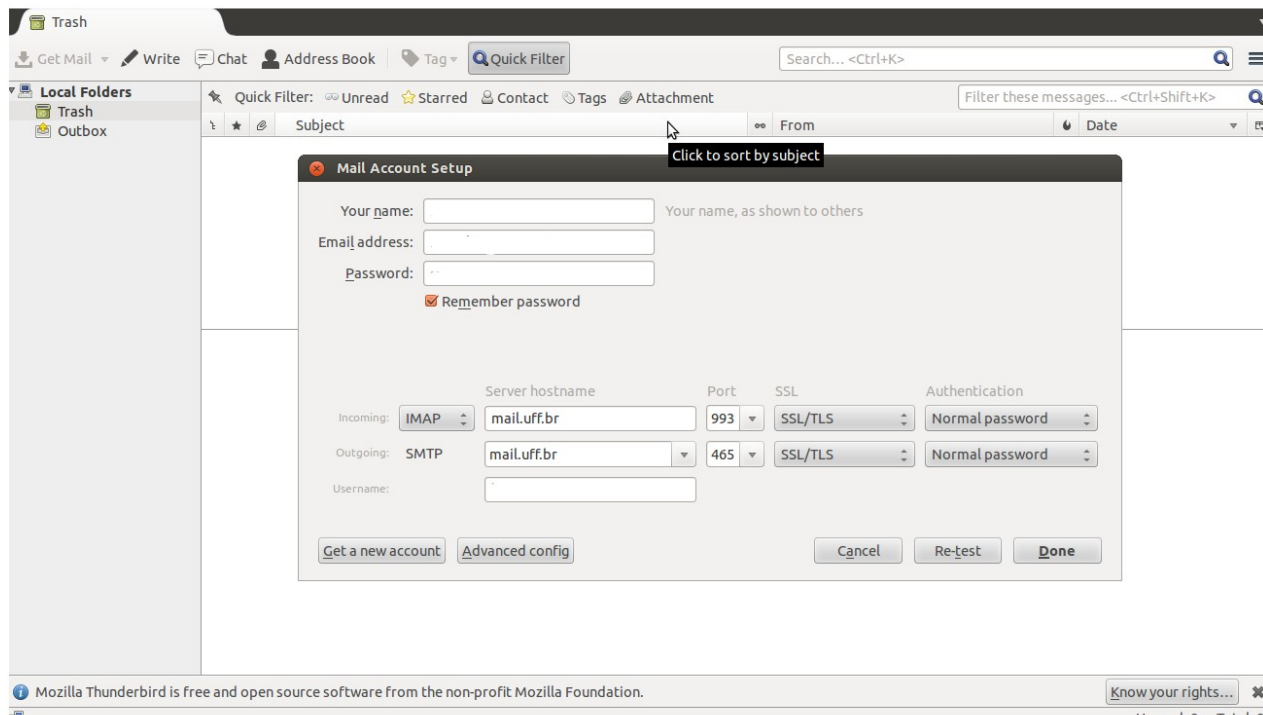 Trash
Get Mail Write Chat Address Book Tag Quick Filter Search... <Ctrl+K>
Local Folders
Trash
Outbox
Quick Filter: Unread Starred Contact Tags Attachment Filter these messages... <Ctrl+Shift+K>
Subject From Date
Click to sort by subject
Mail Account Setup
Your name: Your name, as shown to others
Email address:
Password:
Remember password
Server hostname Port SSL Authentication
Incoming: IMAP mail.uff.br 993 SSL/TLS Normal password
Outgoing: SMTP mail.uff.br 465 SSL/TLS Normal password
Username:
Get a new account Advanced config Cancel Re-test Done
Mozilla Thunderbird is free and open source software from the non-profit Mozilla Foundation. Know your rights...